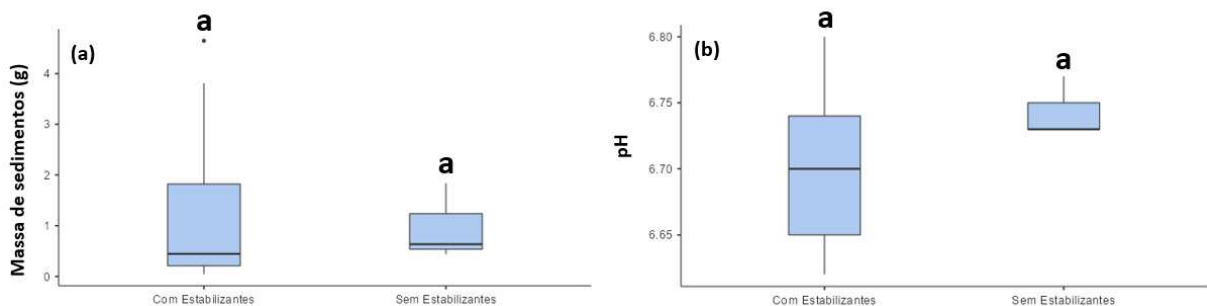 (a)
a
a
Massa de sedimentos (g)
4
3
2
1
0
Com Estabilizantes
Sem Estabilizantes
(b)
a
a
pH
6.80
6.75
6.70
6.65
Com Estabilizantes
Sem Estabilizantes